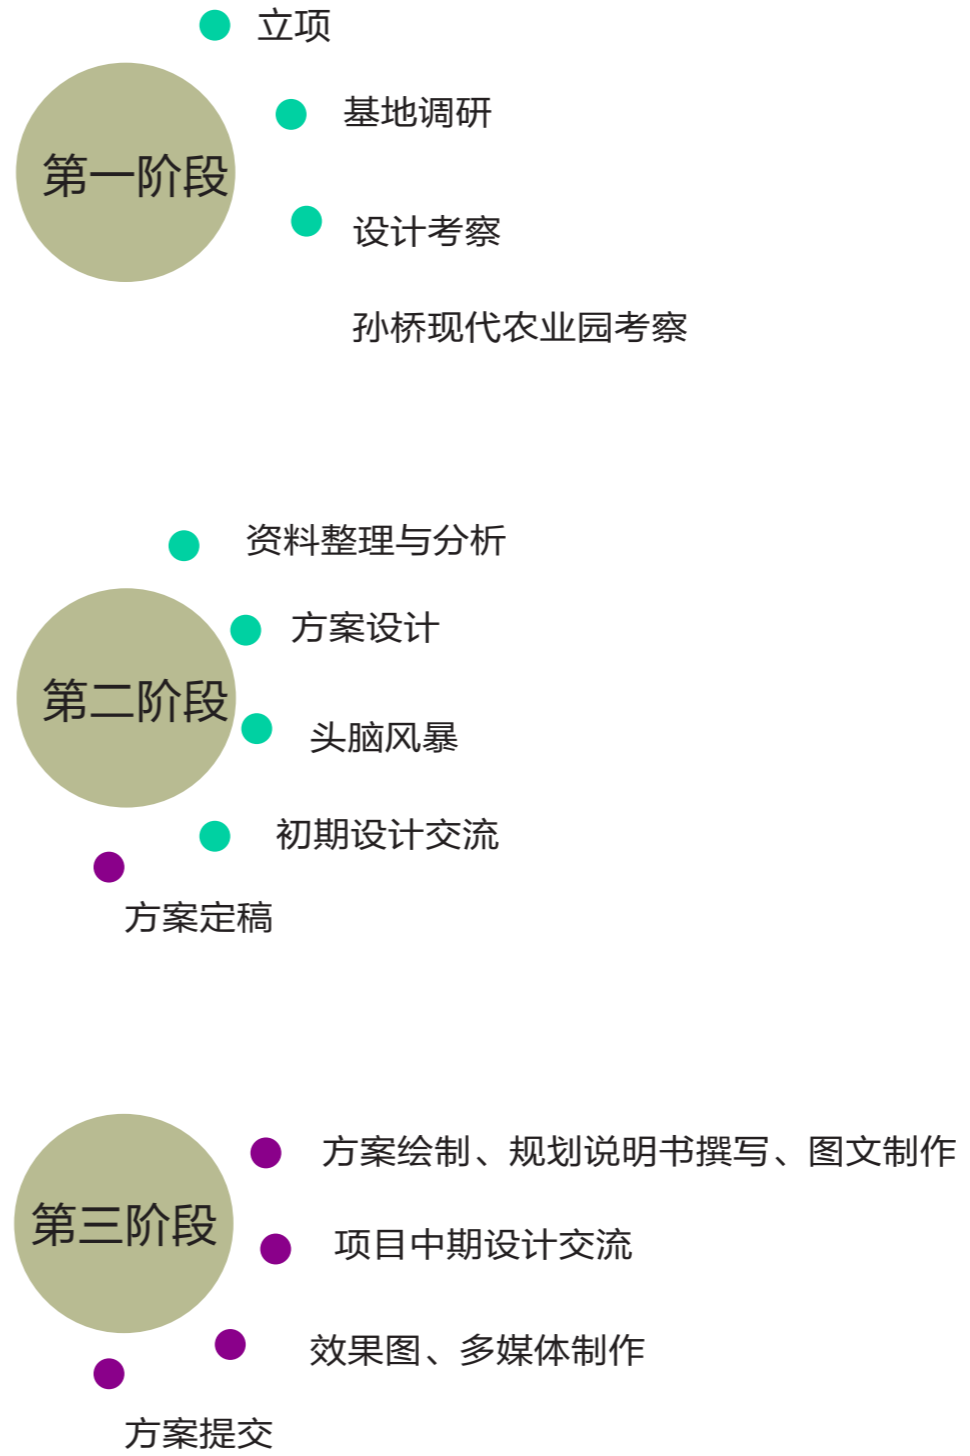 立项
基地调研
第一阶段
设计考察
孙桥现代农业园考察
资料整理与分析
方案设计
第二阶段
头脑风暴
初期设计交流
方案定稿
方案绘制、规划说明书撰写、图文制作
第三阶段
项目中期设计交流
效果图、多媒体制作
方案提交